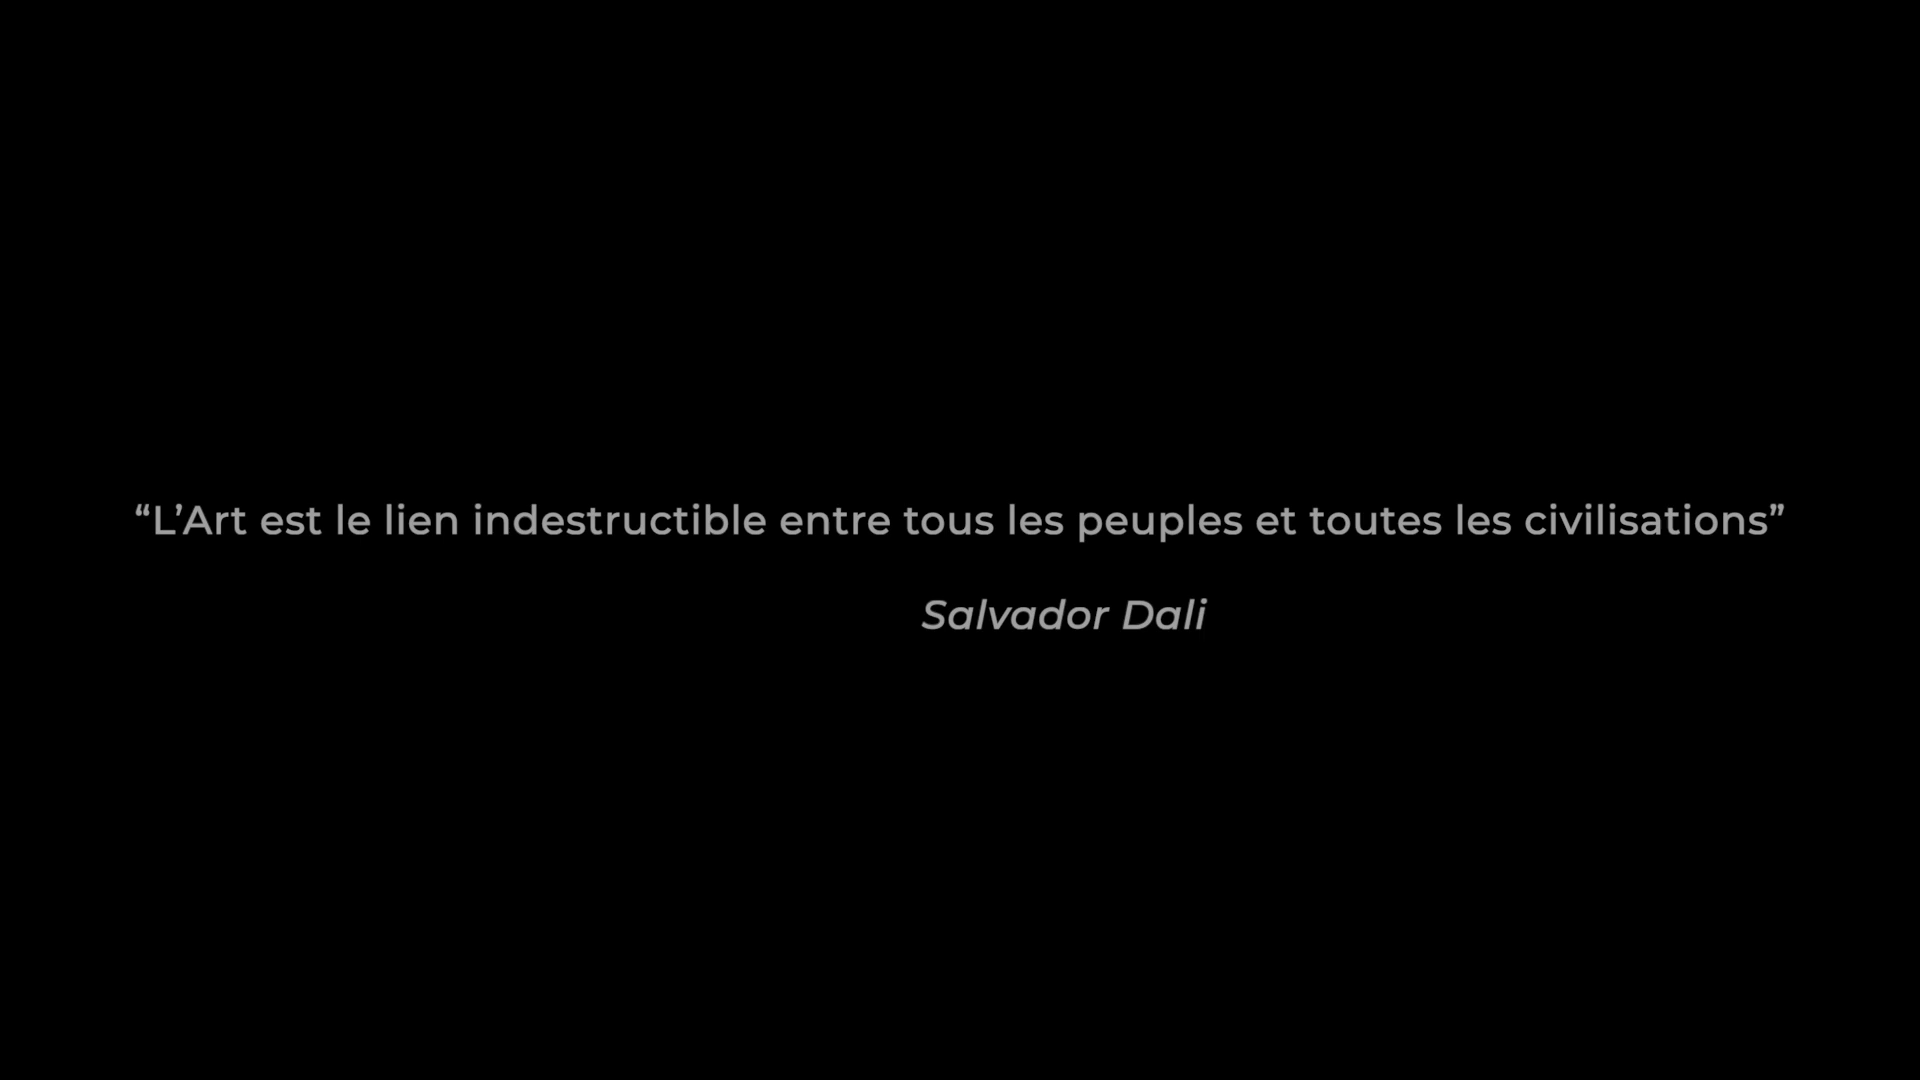 “L’Art est le lien indestructible entre tous les peuples et toutes les civilisations”
Salvador Dali